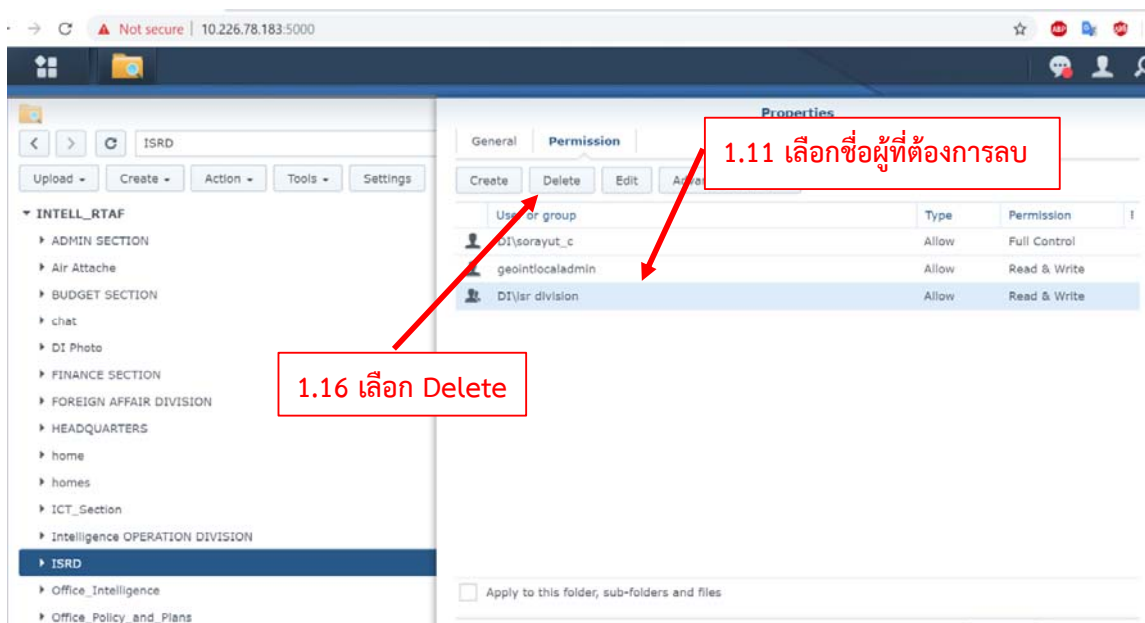 Not secure
10.226.78.183:5000
ABP
Properties
ISRD
General
Permission
1.11 เลือกชื่อผู้ที่ต้องการลบ
Upload
Create
Action
Tools
Settings
Create
Delete
Edit
INTELL_RTAF
User or group
Type
Permission
ADMIN SECTION
DI\sorayut_c
Allow
Full Control
Air Attache
geointlocaladmin
Allow
Read & Write
BUDGET SECTION
DI\isr division
Allow
Read & Write
chat
DI Photo
FINANCE SECTION
1.16 เลือก Delete
FOREIGN AFFAIR DIVISION
HEADQUARTERS
home
homes
ICT_Section
Intelligence OPERATION DIVISION
ISRD
Office_Intelligence
Apply to this folder, sub-folders and files
Office_Policy_and_Plans